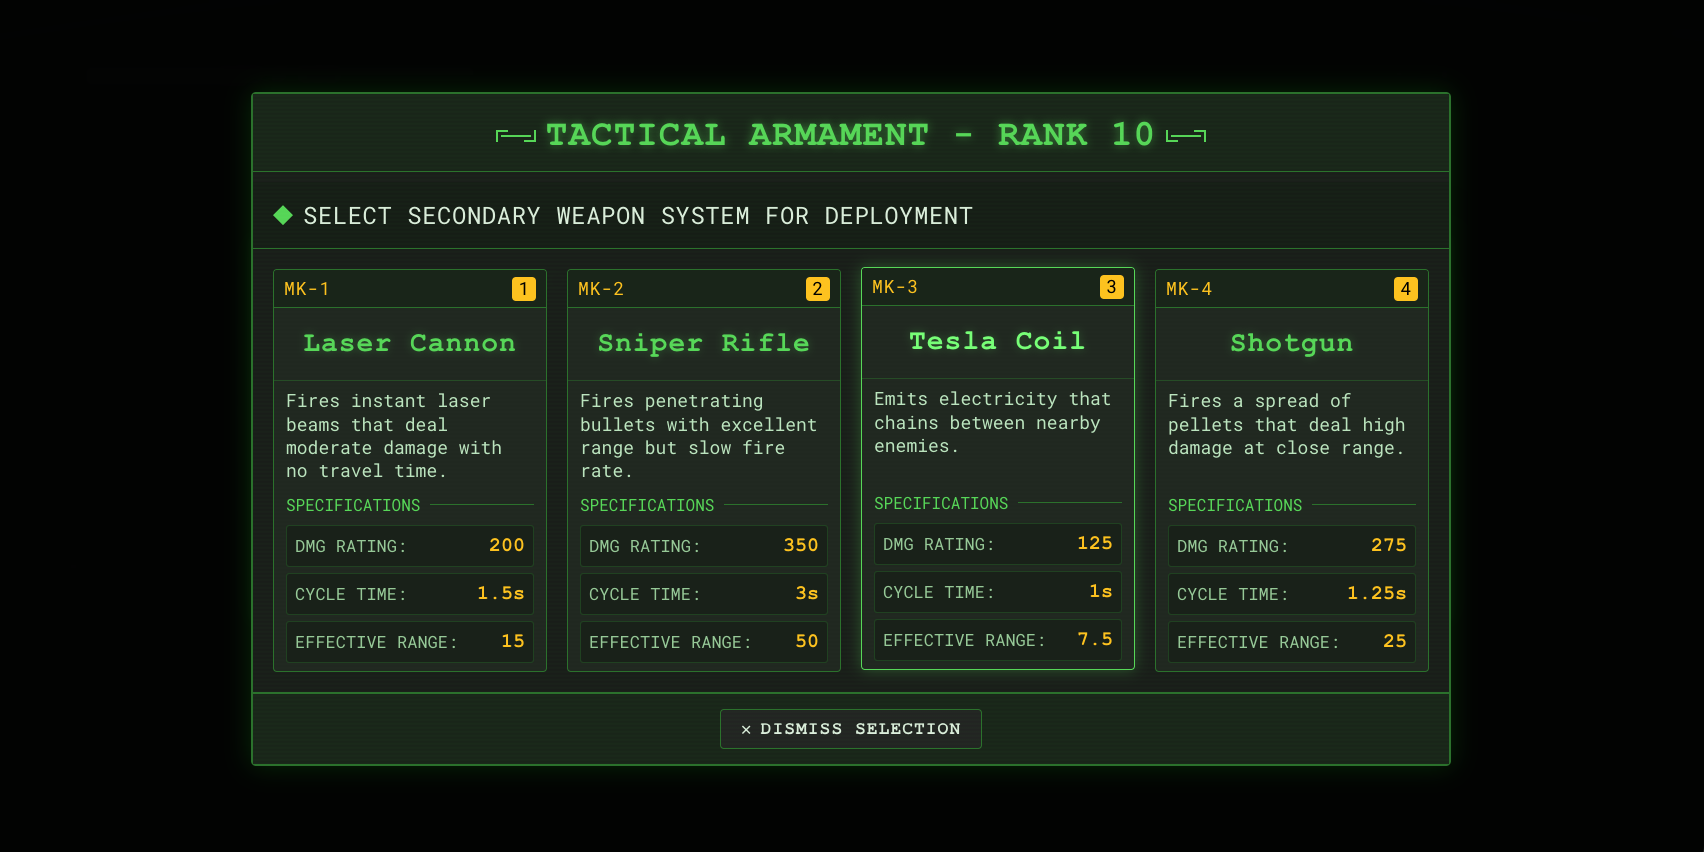 TACTICAL ARMAMENT - RANK 10
SELECT SECONDARY WEAPON SYSTEM FOR DEPLOYMENT
MK-1 1
Laser Cannon
Fires instant laser
beams that deal
moderate damage with
no travel time.
SPECIFICATIONS
DMG RATING: 200
CYCLE TIME: 1.5s
EFFECTIVE RANGE: 15
MK-2 2
Sniper Rifle
Fires penetrating
bullets with excellent
range but slow fire
rate.
SPECIFICATIONS
DMG RATING: 350
CYCLE TIME: 3s
EFFECTIVE RANGE: 50
MK-3 3
Tesla Coil
Emits electricity that
chains between nearby
enemies.
SPECIFICATIONS
DMG RATING: 125
CYCLE TIME: 1s
EFFECTIVE RANGE: 7.5
MK-4 4
Shotgun
Fires a spread of
pellets that deal high
damage at close range.
SPECIFICATIONS
DMG RATING: 275
CYCLE TIME: 1.25s
EFFECTIVE RANGE: 25
✕ DISMISS SELECTION